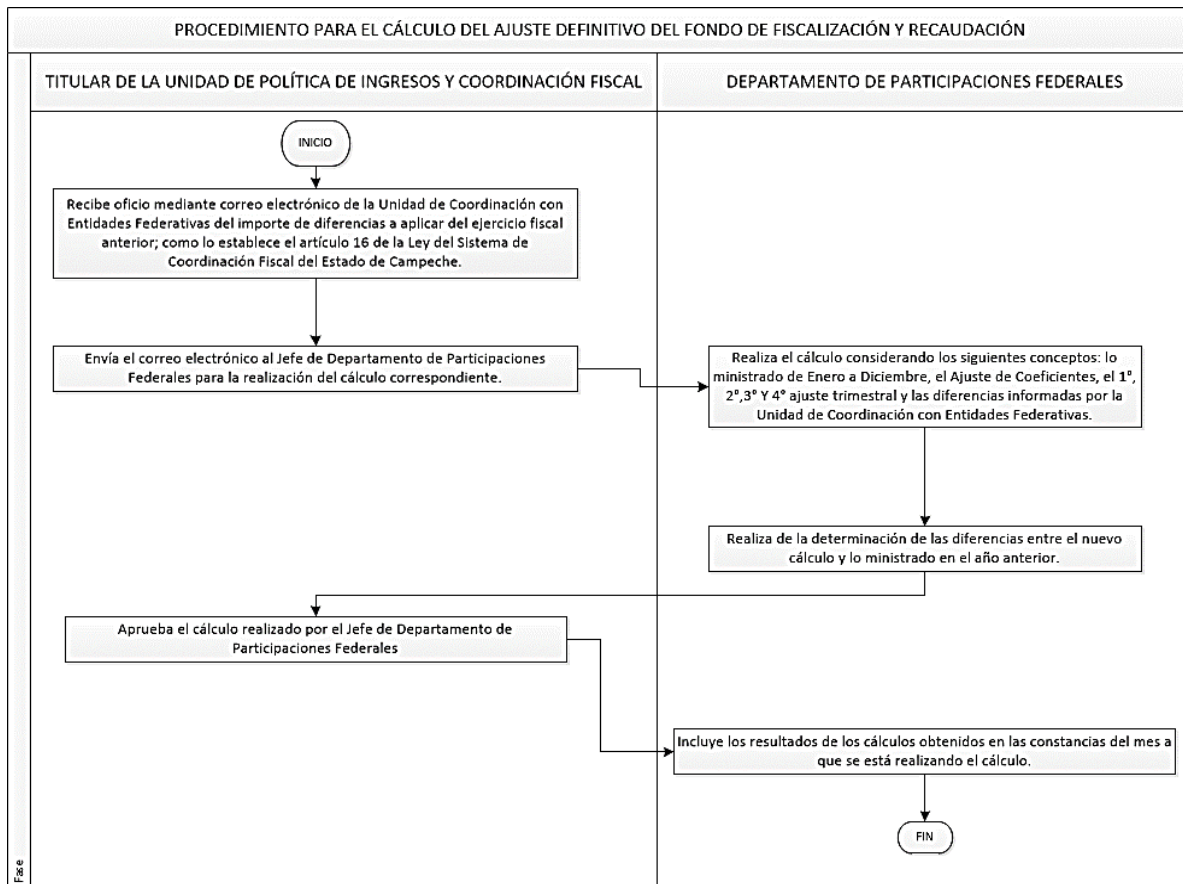 PROCEDIMIENTO PARA EL CÁLCULO DEL AJUSTE DEFINITIVO DEL FONDO DE FISCALIZACIÓN Y RECAUDACIÓN
TITULAR DE LA UNIDAD DE POLÍTICA DE INGRESOS Y COORDINACIÓN FISCAL
DEPARTAMENTO DE PARTICIPACIONES FEDERALES
INICIO
Recibe oficio mediante correo electrónico de la Unidad de Coordinación con
Entidades Federativas del importe de diferencias a aplicar del ejercicio fiscal
anterior; como lo establece el artículo 16 de la Ley del Sistema de
Coordinación Fiscal del Estado de Campeche.
Envía el correo electrónico al Jefe de Departamento de Participaciones
Federales para la realización del cálculo correspondiente.
Realiza el cálculo considerando los siguientes conceptos: lo
ministrado de Enero a Diciembre, el Ajuste de Coeficientes, el 1°,
2°,3° Y 4° ajuste trimestral y las diferencias informadas por la
Unidad de Coordinación con Entidades Federativas.
Realiza de la determinación de las diferencias entre el nuevo
cálculo y lo ministrado en el año anterior.
Aprueba el cálculo realizado por el Jefe de Departamento de
Participaciones Federales
Incluye los resultados de los cálculos obtenidos en las constancias del mes a
que se está realizando el cálculo.
FIN
Fase